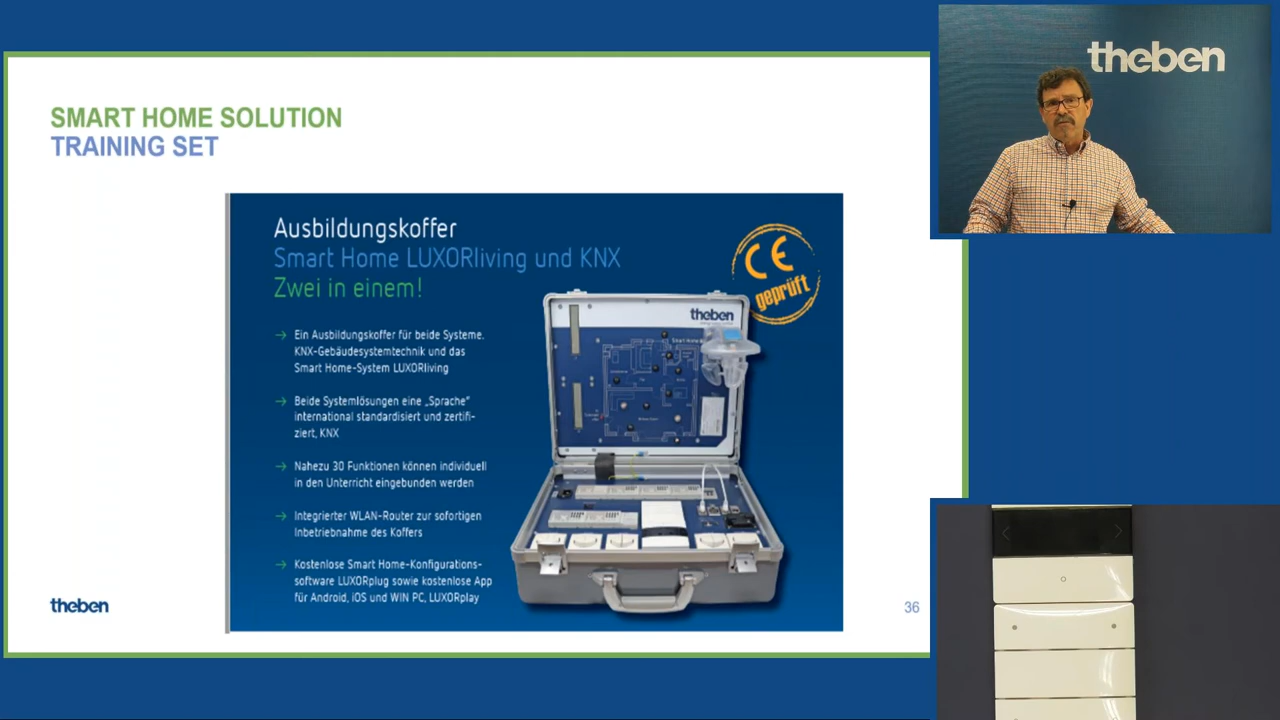 theben
SMART HOME SOLUTION
TRAINING SET
Ausbildungskoffer
Smart Home LUXORliving und KNX
Zwei in einem!
CE
geprüft
theben
→ Ein Ausbildungskoffer für beide Systeme.
KNX-Gebäudesystemtechnik und das
Smart Home-System LUXORliving
→ Beide Systemlösungen eine „Sprache“
international standardisiert und zertifi-
ziert, KNX
→ Nahezu 30 Funktionen können individuell
in den Unterricht eingebunden werden
→ Integrierter WLAN-Router zur sofortigen
Inbetriebnahme des Koffers
→ Kostenlose Smart Home-Konfigurations-
software LUXORplug sowie kostenlose App
für Android, iOS und WIN PC, LUXORplay
theben
36